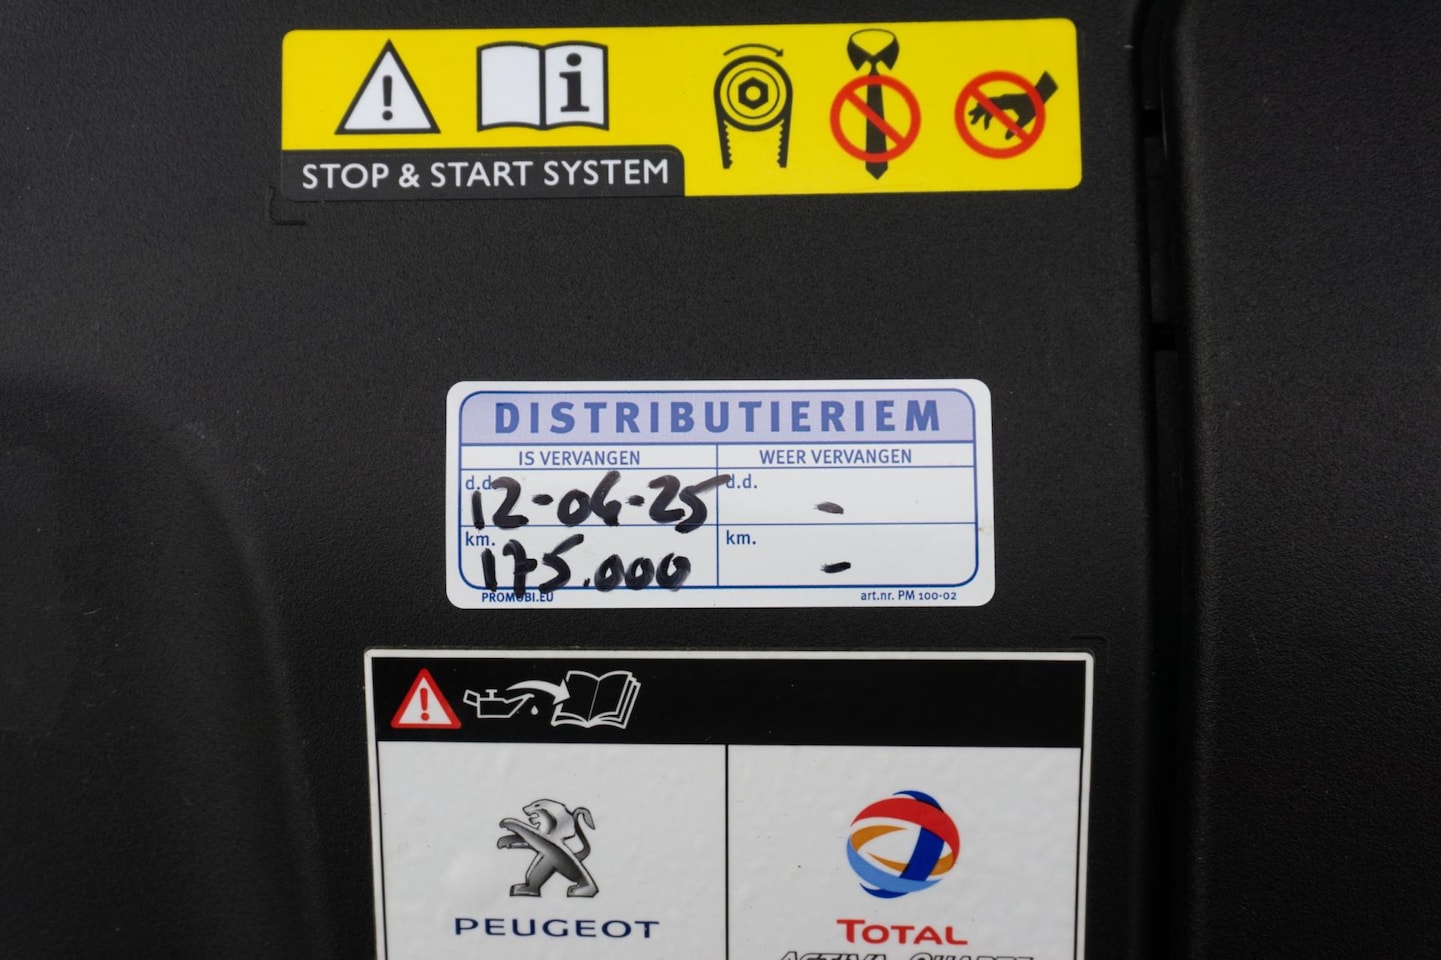 i
STOP & START SYSTEM
DISTRIBUTIERIEM
IS VERVANGEN WEER VERVANGEN
d.d. 12-04-25 d.d. -
km. 175.000 km. -
PROMOBI.EU art.nr. PM 100-02
PEUGEOT TOTAL